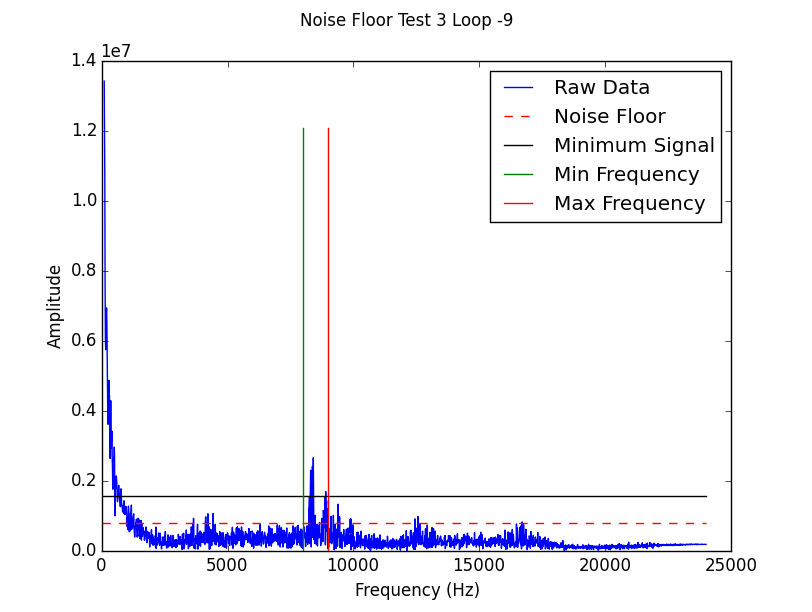 Noise Floor Test 3 Loop -9
1e7
1.4
1.2
1.0
0.8
0.6
0.4
0.2
0.0
Amplitude
Raw Data
Noise Floor
Minimum Signal
Min Frequency
Max Frequency
0 5000 10000 15000 20000 25000
Frequency (Hz)